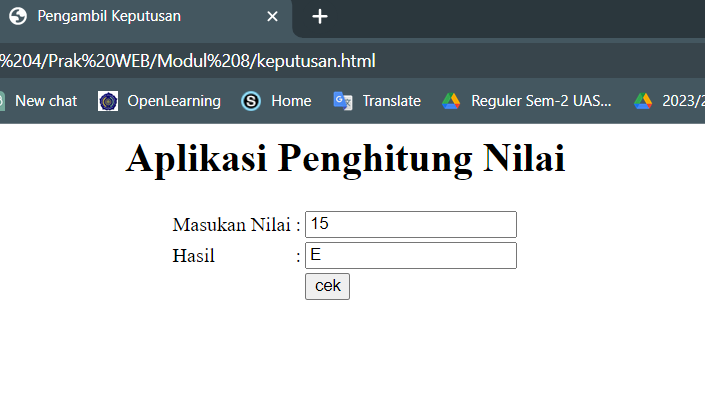 Pengambil Keputusan
%204/Prak%20WEB/Modul%208/keputusan.html
New chat OpenLearning Home Translate Reguler Sem-2 UAS... 2023/2
Aplikasi Penghitung Nilai
Masukan Nilai : 15
Hasil : E
cek